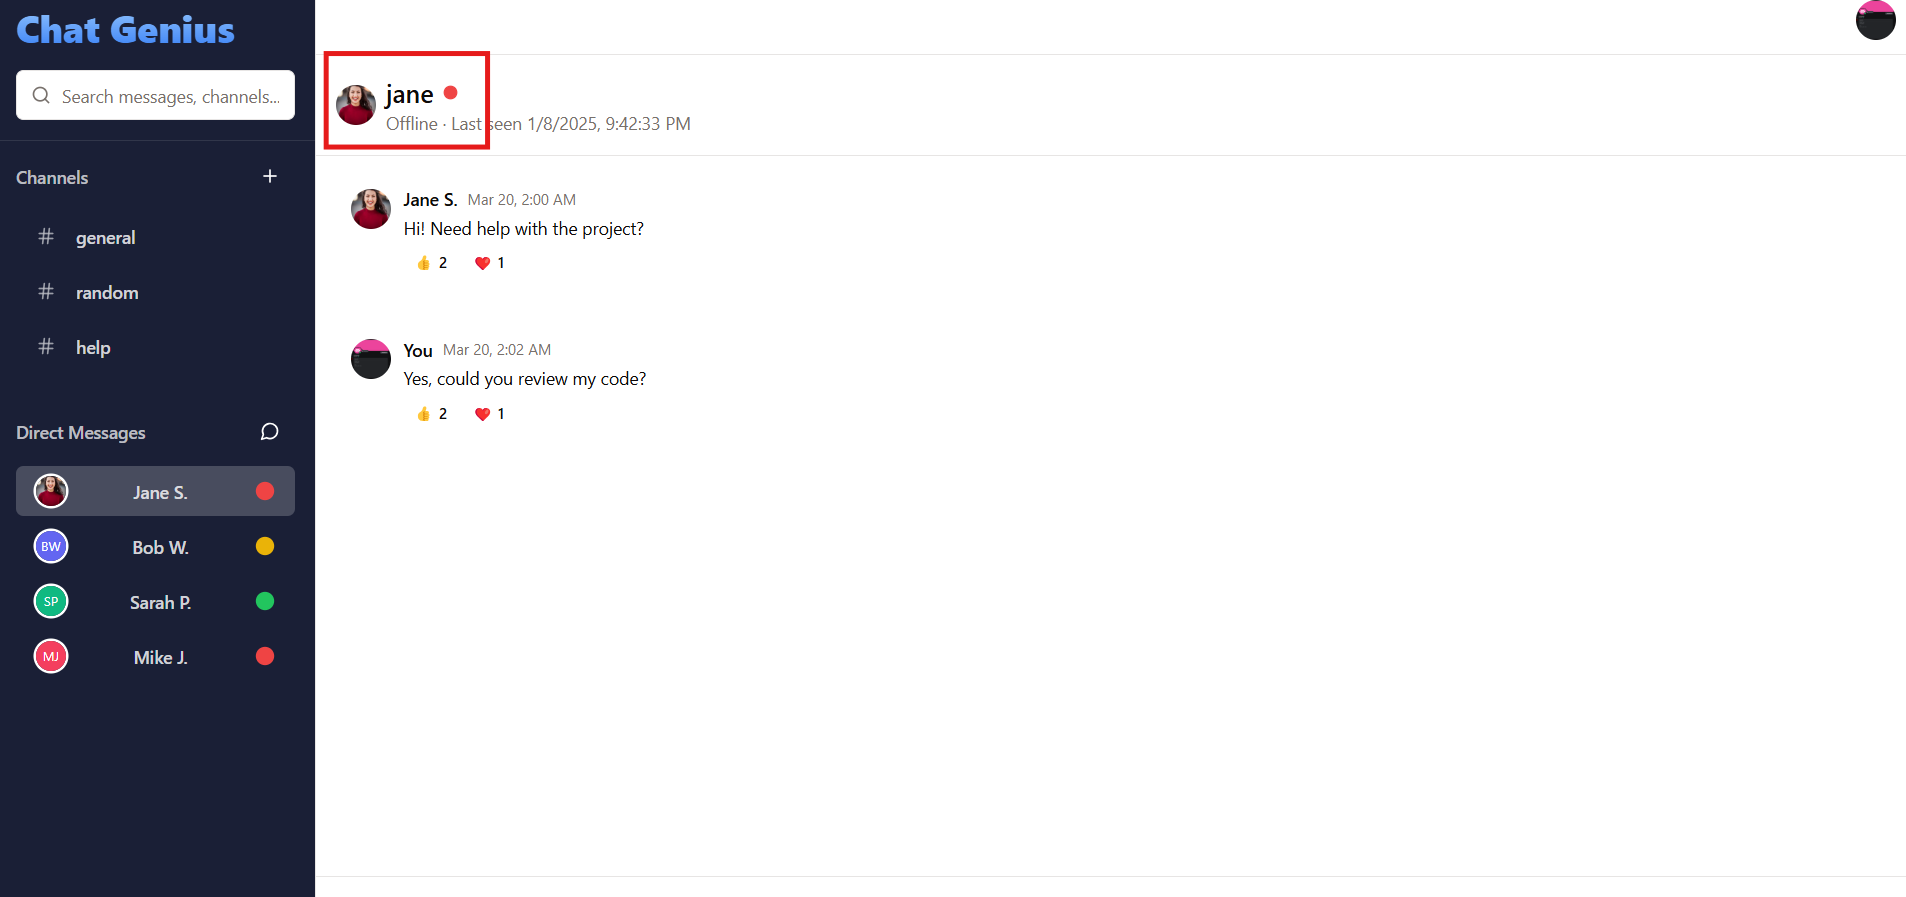 Chat Genius
Search messages, channels...
Channels
# general
# random
# help
Direct Messages
Jane S.
BW Bob W.
SP Sarah P.
MJ Mike J.
jane
Offline · Last seen 1/8/2025, 9:42:33 PM
Jane S. Mar 20, 2:00 AM
Hi! Need help with the project?
👍 2 ❤️ 1
You Mar 20, 2:02 AM
Yes, could you review my code?
👍 2 ❤️ 1